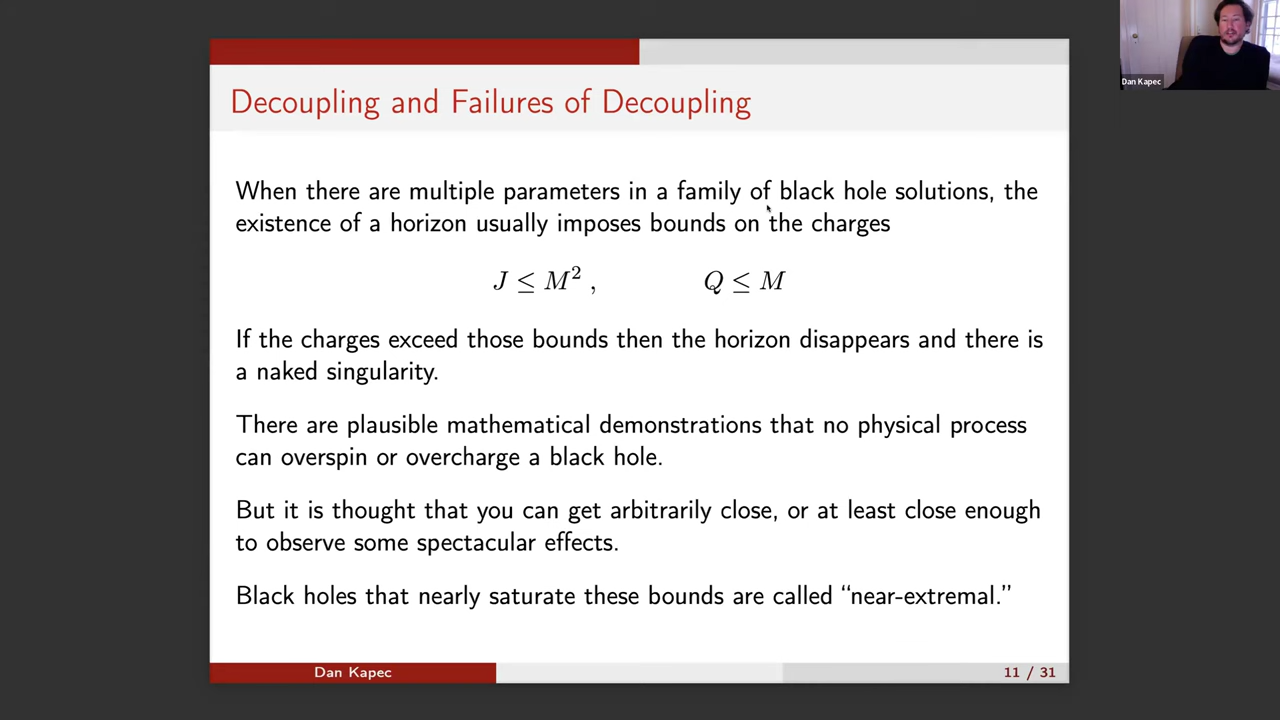 Dan Kapec
Decoupling and Failures of Decoupling
When there are multiple parameters in a family of black hole solutions, the
existence of a horizon usually imposes bounds on the charges
J ≤ M² , Q ≤ M
If the charges exceed those bounds then the horizon disappears and there is
a naked singularity.
There are plausible mathematical demonstrations that no physical process
can overspin or overcharge a black hole.
But it is thought that you can get arbitrarily close, or at least close enough
to observe some spectacular effects.
Black holes that nearly saturate these bounds are called “near-extremal.”
Dan Kapec 11 / 31